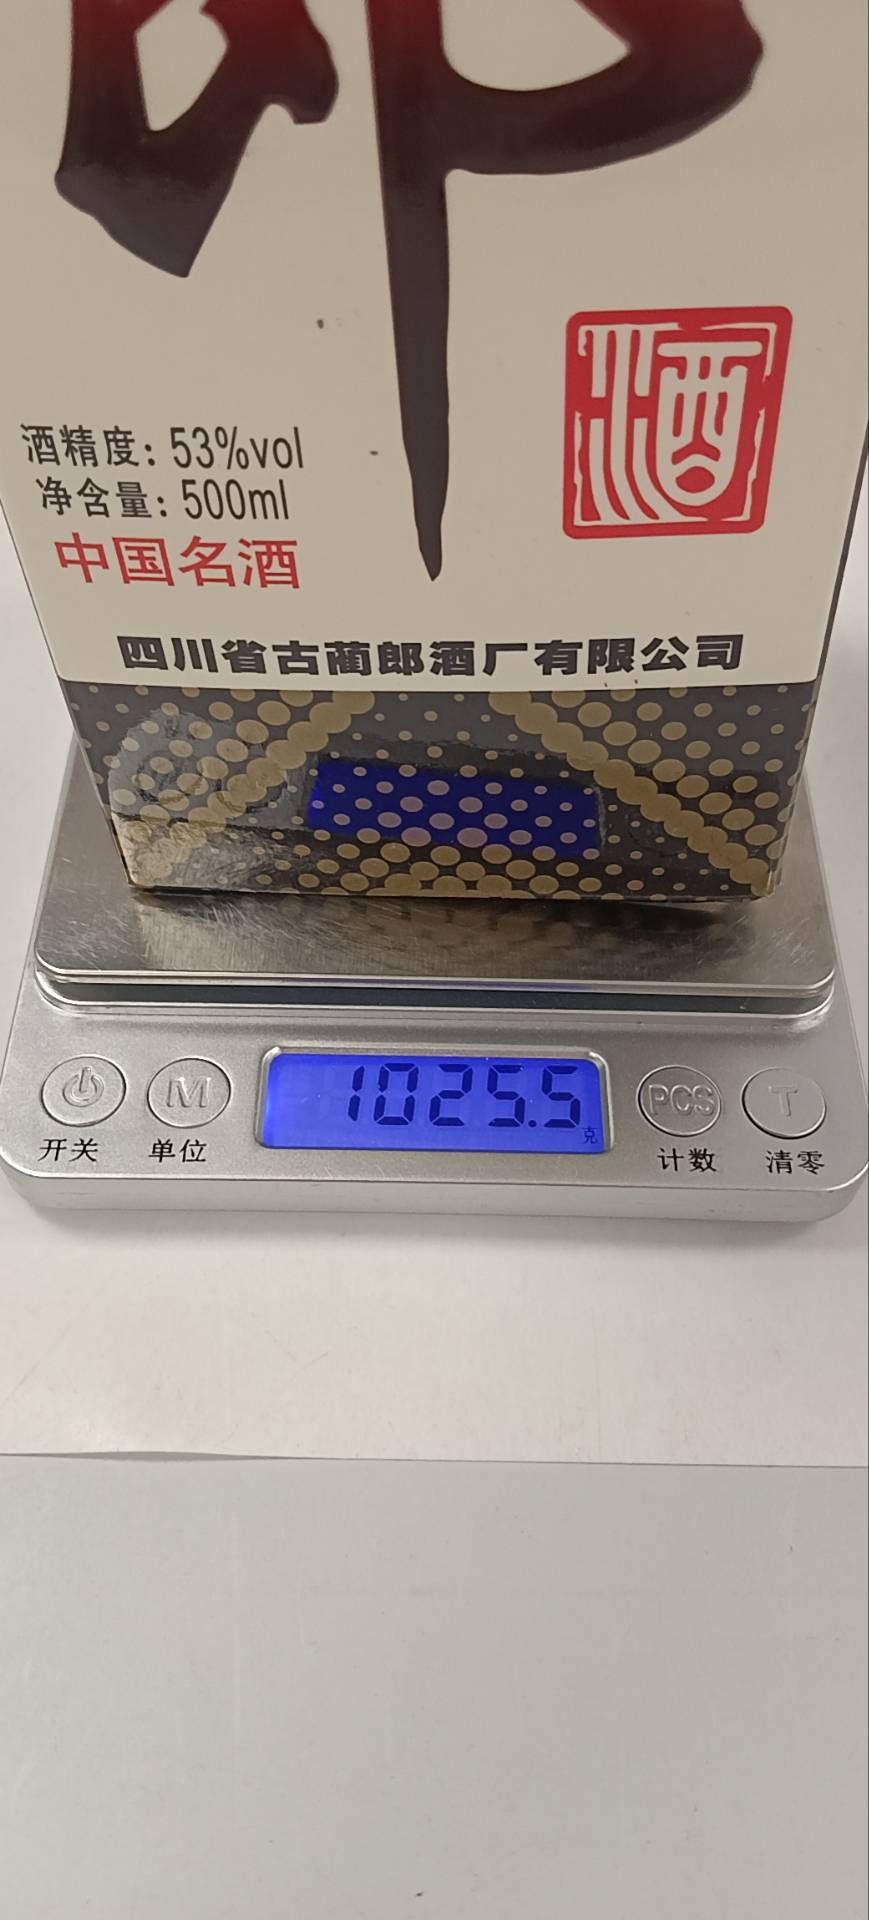 郎
酒
酒精度: 53%vol
净含量: 500ml
中国名酒
四川省古蔺郎酒厂有限公司
1025.5
克
M
PCS
T
开关
单位
计数
清零